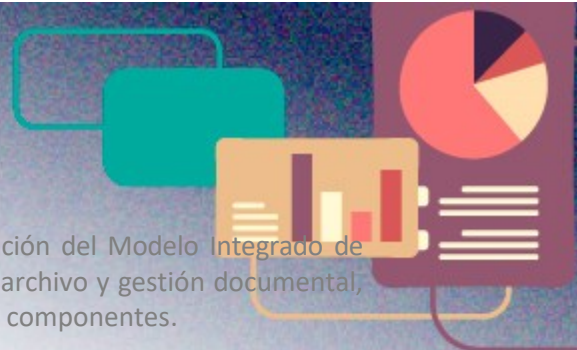 ción del Modelo Integrado de
archivo y gestión documental,
componentes.